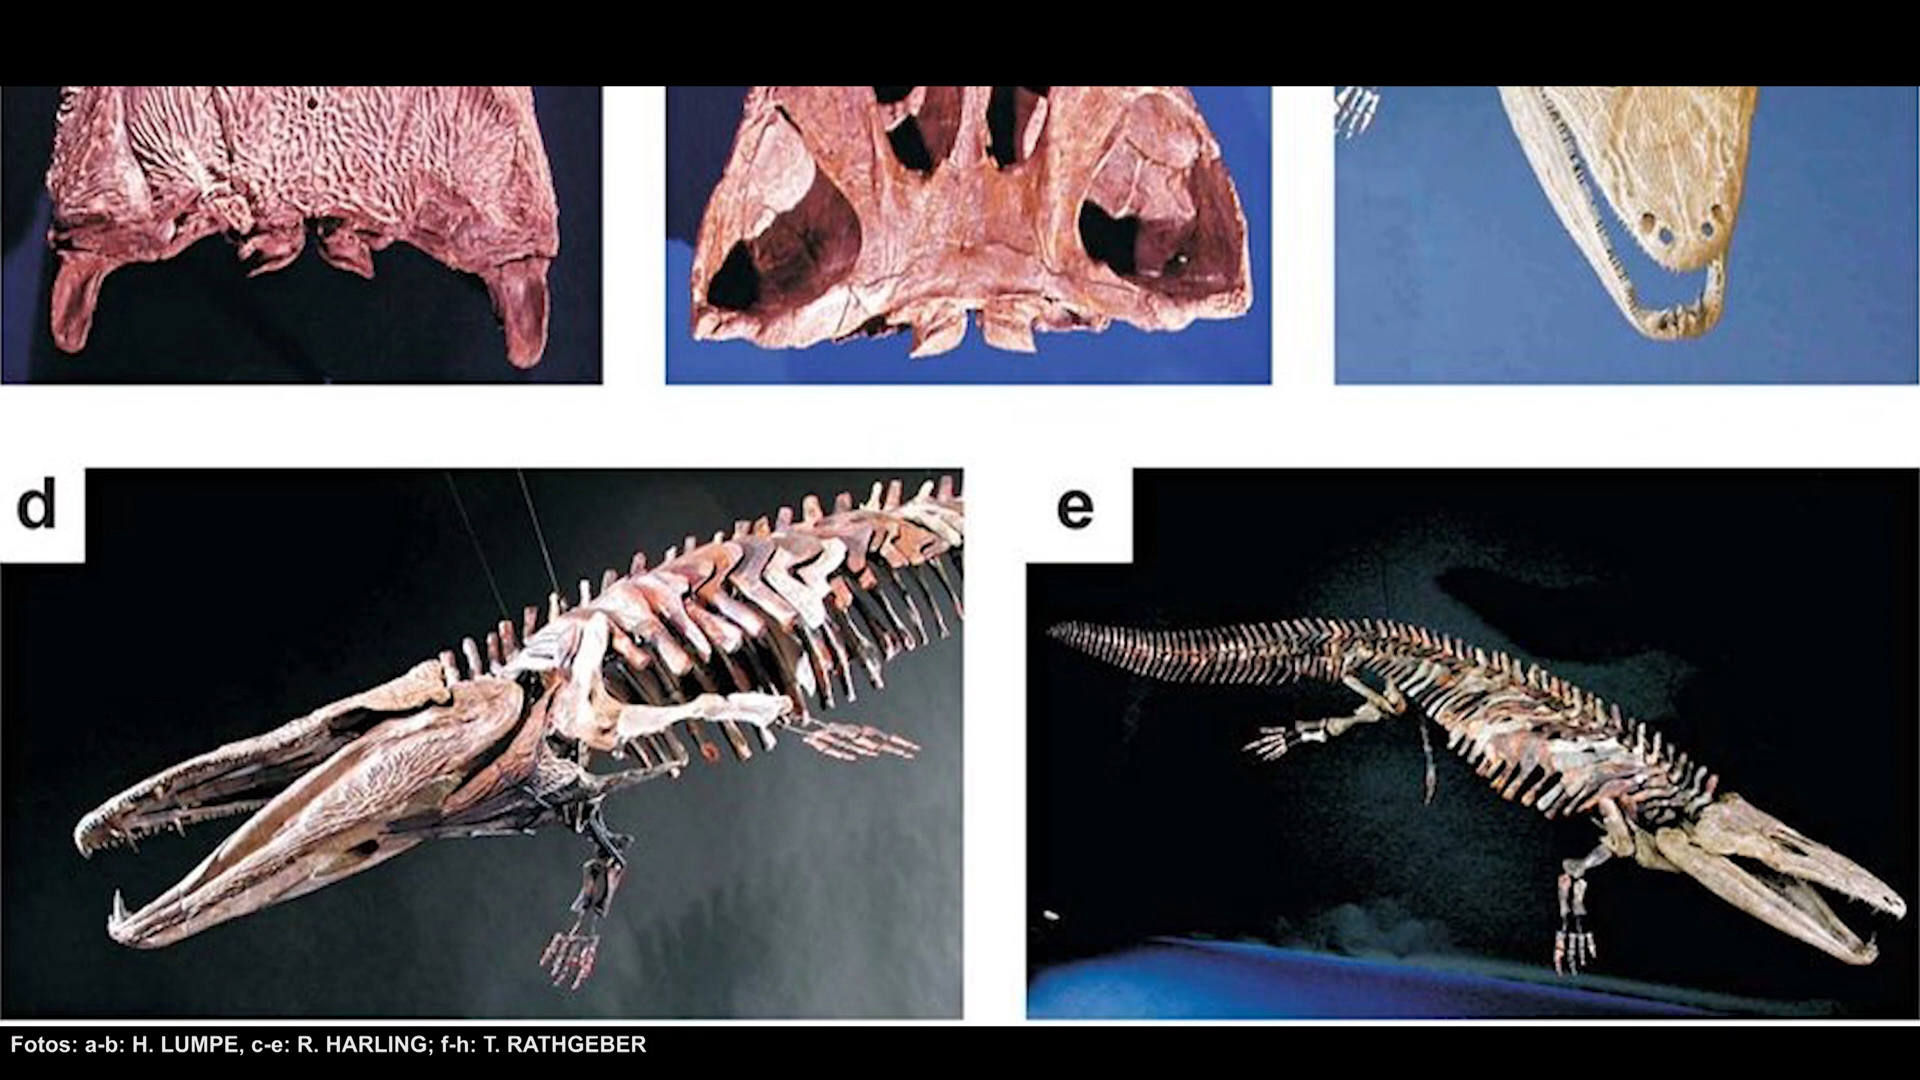 d
e
Fotos: a-b: H. LUMPE, c-e: R. HARLING; f-h: T. RATHGEBER